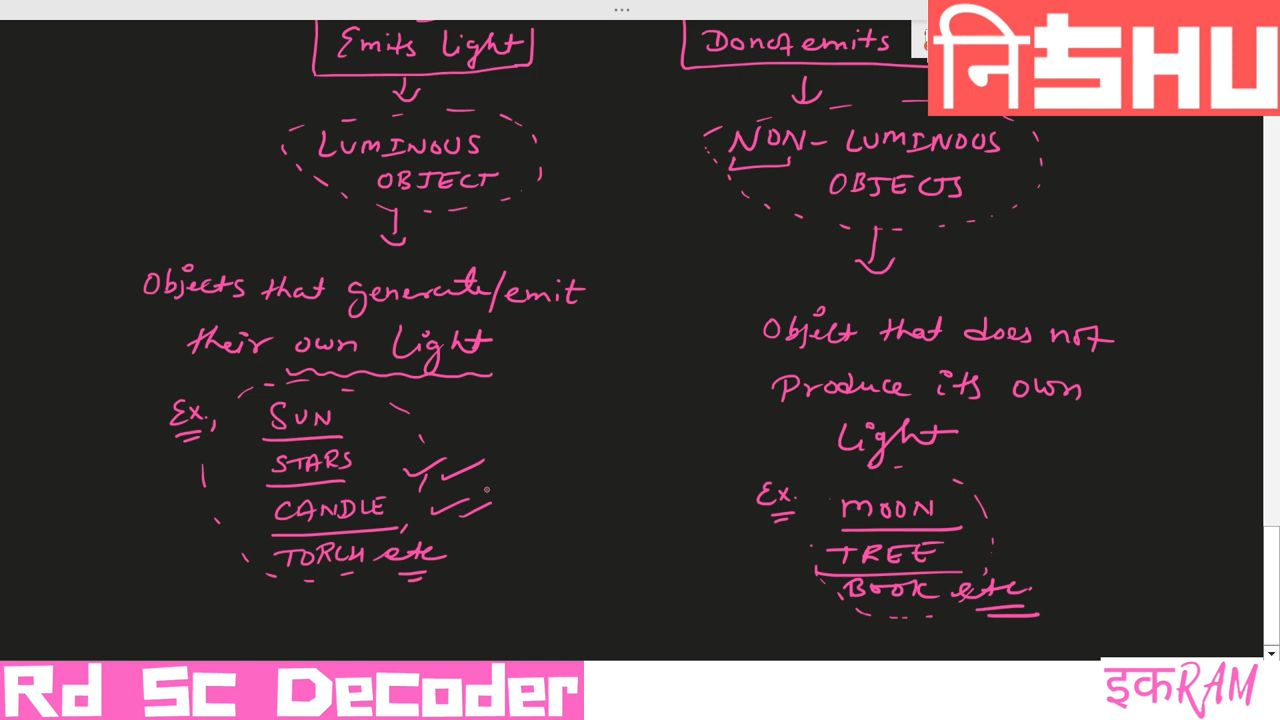 Emits light
LUMINOUS
OBJECT
Objects that generate/emit
their own light
Ex., SUN
STARS
CANDLE,
TORCH etc
Donot emits
NON- LUMINOUS
OBJECTS
Object that does not
Produce its own
light
Ex. MOON
TREE
BOOK etc.
निSHU
Rd Sc Decoder
इकRAM